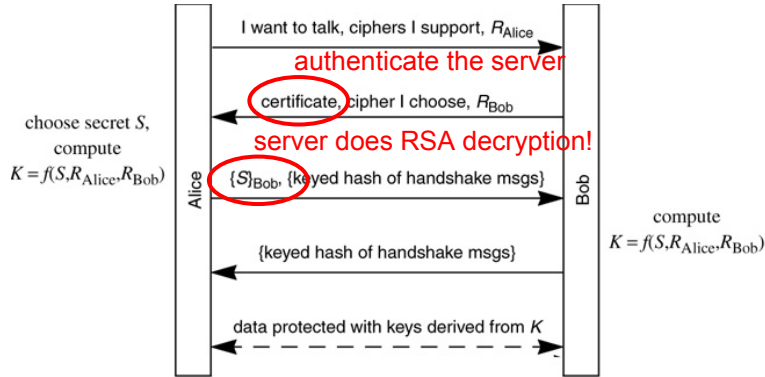 I want to talk, ciphers I support, R_Alice
authenticate the server
certificate, cipher I choose, R_Bob
choose secret S,
compute
K = f(S,R_Alice,R_Bob)
server does RSA decryption!
{S}_Bob, {keyed hash of handshake msgs}
Alice
Bob
compute
K = f(S,R_Alice,R_Bob)
{keyed hash of handshake msgs}
data protected with keys derived from K